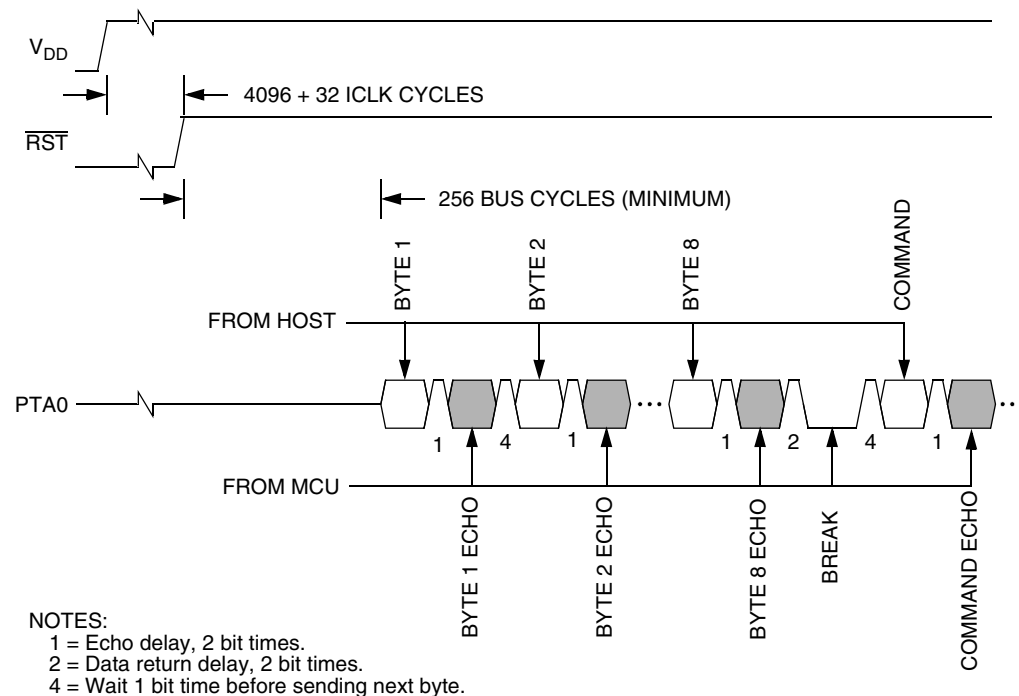 VDD
4096 + 32 ICLK CYCLES
RST
256 BUS CYCLES (MINIMUM)
BYTE 1
BYTE 2
BYTE 8
COMMAND
FROM HOST
PTA0
...
..
1
4
1
1
2
4
1
FROM MCU
BYTE 1 ECHO
BYTE 2 ECHO
BYTE 8 ECHO
BREAK
COMMAND ECHO
NOTES:
1 = Echo delay, 2 bit times.
2 = Data return delay, 2 bit times.
4 = Wait 1 bit time before sending next byte.